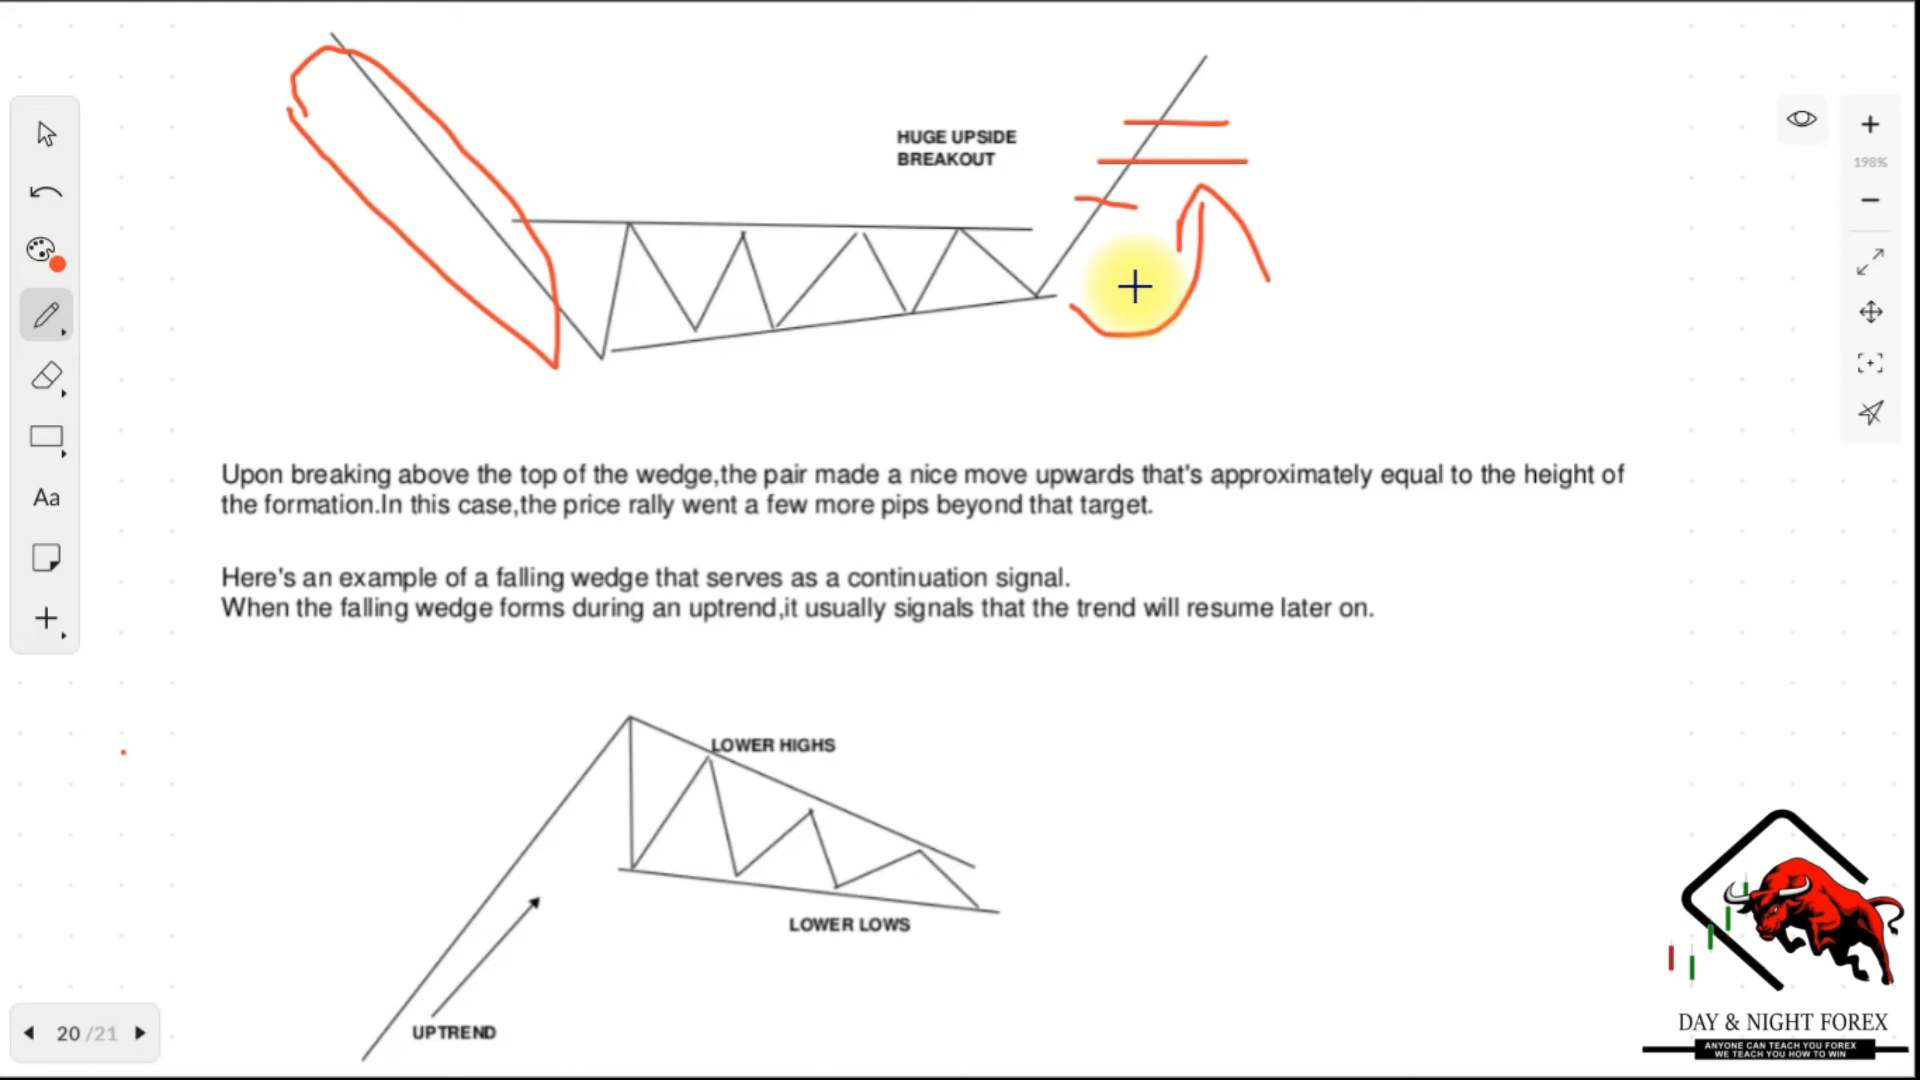 198%
HUGE UPSIDE
BREAKOUT
Aa
Upon breaking above the top of the wedge,the pair made a nice move upwards that's approximately equal to the height of
the formation.In this case,the price rally went a few more pips beyond that target.
Here's an example of a falling wedge that serves as a continuation signal.
When the falling wedge forms during an uptrend,it usually signals that the trend will resume later on.
LOWER HIGHS
LOWER LOWS
UPTREND
20 /21
DAY & NIGHT FOREX
ANYONE CAN TEACH YOU FOREX
WE TEACH YOU HOW TO WIN